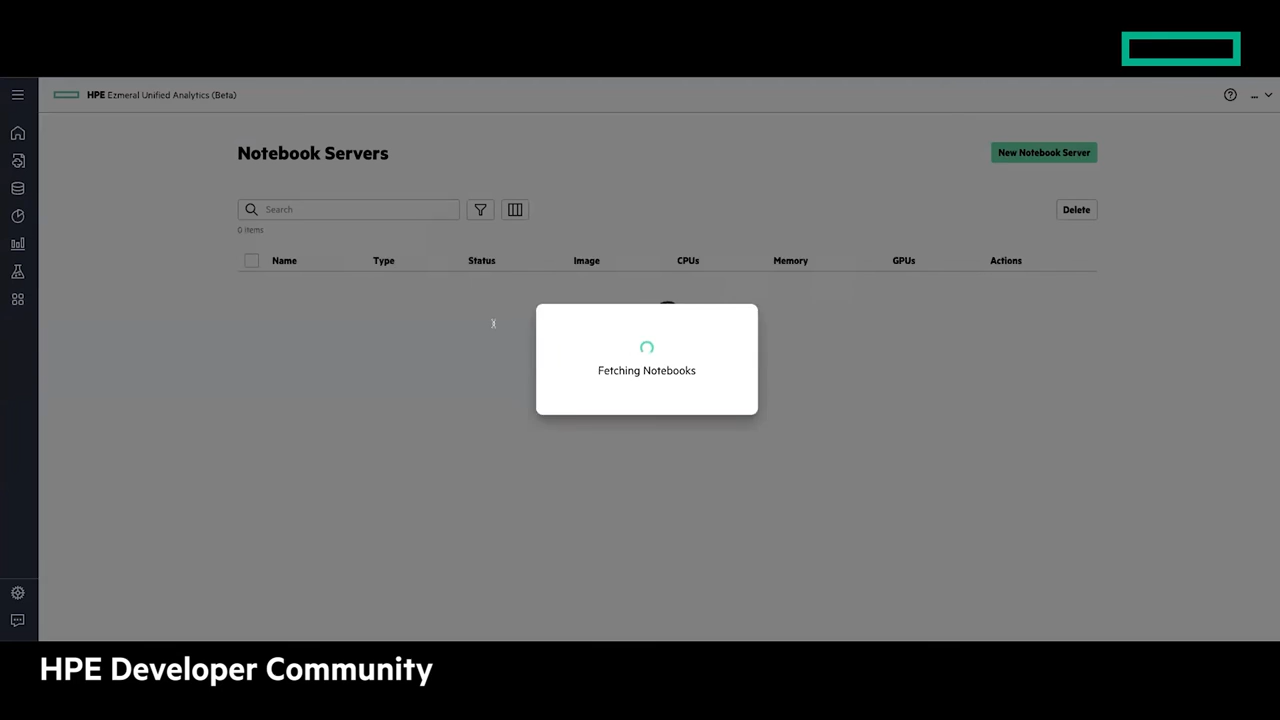 HPE Ezmeral Unified Analytics (Beta)
...
Notebook Servers
New Notebook Server
Search
Delete
0 items
Name Type Status Image CPUs Memory GPUs Actions
Fetching Notebooks
HPE Developer Community